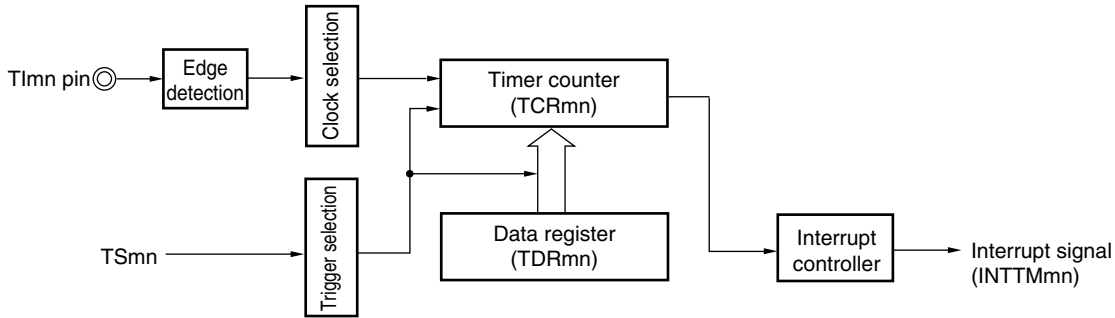 TImn pin
Edge
detection
Clock selection
Timer counter
(TCRmn)
TSmn
Trigger selection
Data register
(TDRmn)
Interrupt
controller
Interrupt signal
(INTTMmn)